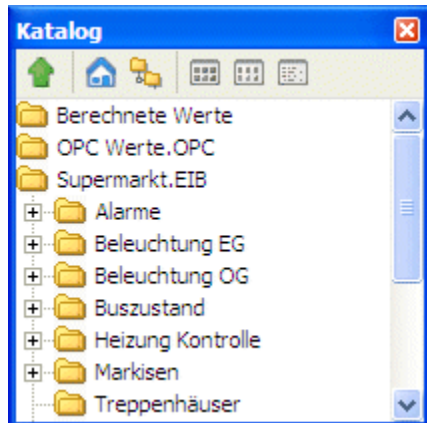 Katalog
Berechnete Werte
OPC Werte.OPC
Supermarkt.EIB
Alarme
Beleuchtung EG
Beleuchtung OG
Buszustand
Heizung Kontrolle
Markisen
Treppenhäuser